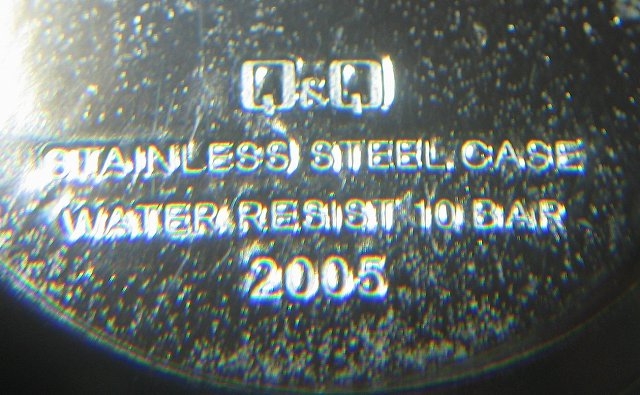 Q&Q
STAINLESS STEEL CASE
WATER RESIST 10 BAR
2005